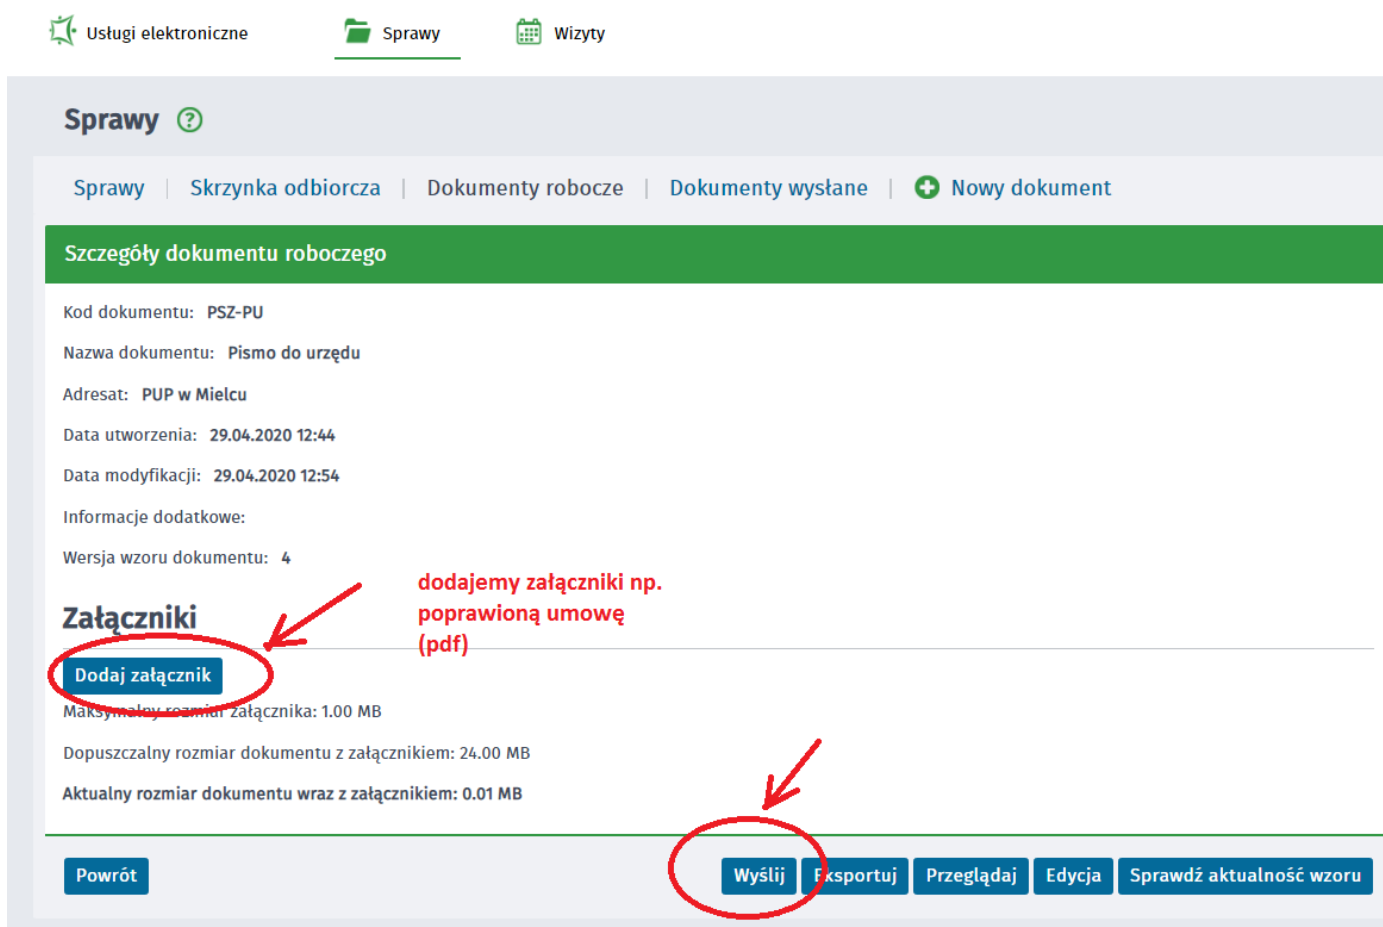 Usługi elektroniczne Sprawy Wizyty
Sprawy ?
Sprawy | Skrzynka odbiorcza | Dokumenty robocze | Dokumenty wysłane | Nowy dokument
Szczegóły dokumentu roboczego
Kod dokumentu: PSZ-PU
Nazwa dokumentu: Pismo do urzędu
Adresat: PUP w Mielcu
Data utworzenia: 29.04.2020 12:44
Data modyfikacji: 29.04.2020 12:54
Informacje dodatkowe:
Wersja wzoru dokumentu: 4
dodajemy załączniki np.
poprawioną umowę
(pdf)
Załączniki
Dodaj załącznik
Maksymalny rozmiar załącznika: 1.00 MB
Dopuszczalny rozmiar dokumentu z załącznikiem: 24.00 MB
Aktualny rozmiar dokumentu wraz z załącznikiem: 0.01 MB
Powrót Wyślij Eksportuj Przeglądaj Edycja Sprawdź aktualność wzoru